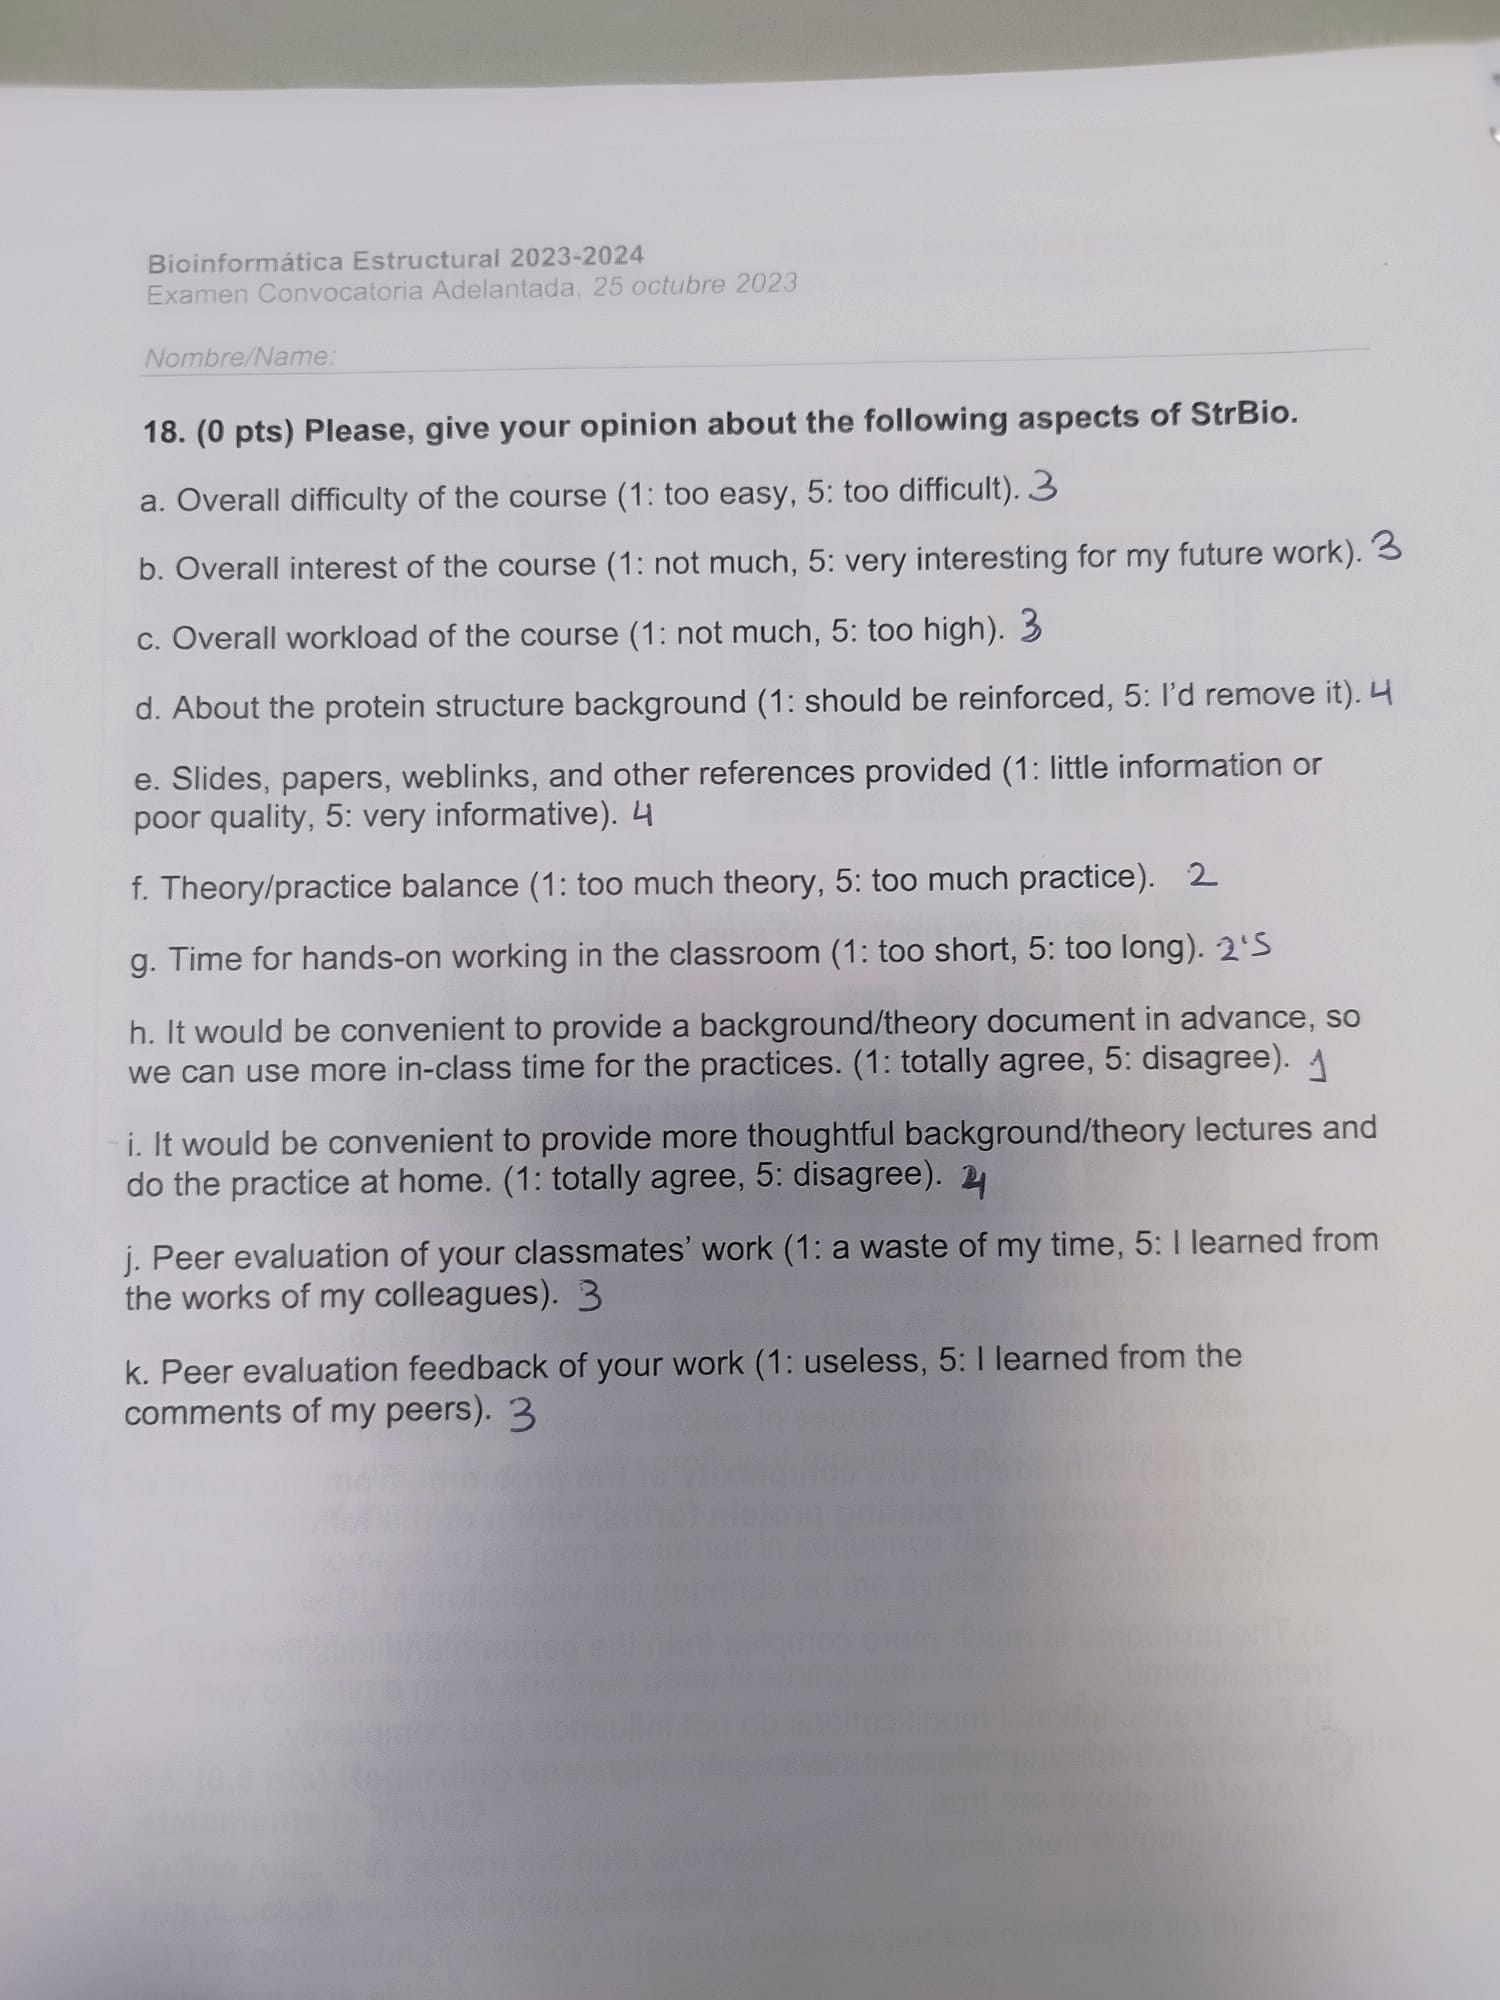 Bioinformática Estructural 2023-2024
Examen Convocatoria Adelantada, 25 octubre 2023
Nombre/Name:
18. (0 pts) Please, give your opinion about the following aspects of StrBio.
a. Overall difficulty of the course (1: too easy, 5: too difficult). 3
b. Overall interest of the course (1: not much, 5: very interesting for my future work). 3
c. Overall workload of the course (1: not much, 5: too high). 3
d. About the protein structure background (1: should be reinforced, 5: I'd remove it). 4
e. Slides, papers, weblinks, and other references provided (1: little information or
poor quality, 5: very informative). 4
f. Theory/practice balance (1: too much theory, 5: too much practice). 2
g. Time for hands-on working in the classroom (1: too short, 5: too long). 2'5
h. It would be convenient to provide a background/theory document in advance, so
we can use more in-class time for the practices. (1: totally agree, 5: disagree). 1
i. It would be convenient to provide more thoughtful background/theory lectures and
do the practice at home. (1: totally agree, 5: disagree). 4
j. Peer evaluation of your classmates' work (1: a waste of my time, 5: I learned from
the works of my colleagues). 3
k. Peer evaluation feedback of your work (1: useless, 5: I learned from the
comments of my peers). 3